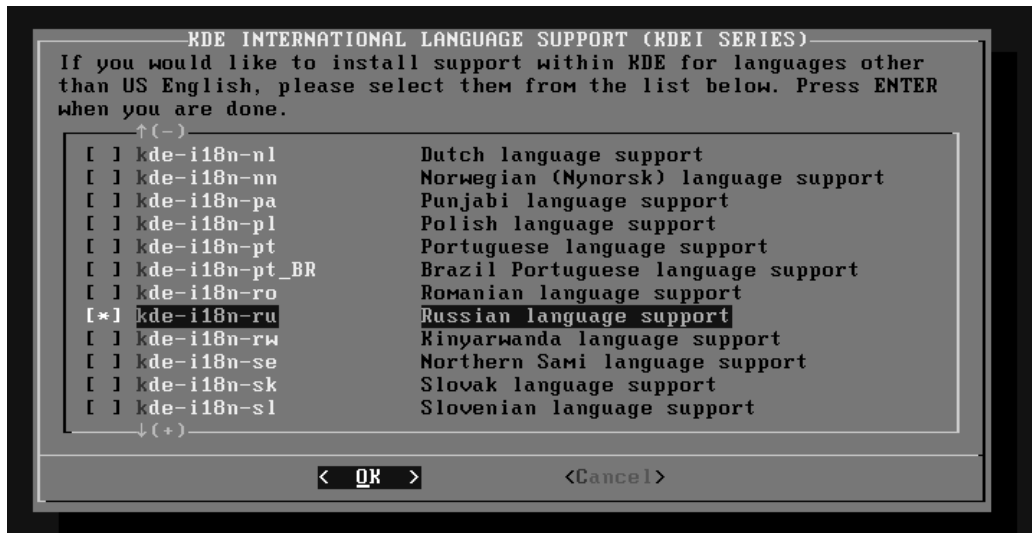 KDE INTERNATIONAL LANGUAGE SUPPORT (KDEI SERIES)
If you would like to install support within KDE for languages other
than US English, please select them from the list below. Press ENTER
when you are done.
↑(-)
[ ] kde-i18n-nl Dutch language support
[ ] kde-i18n-nn Norwegian (Nynorsk) language support
[ ] kde-i18n-pa Punjabi language support
[ ] kde-i18n-pl Polish language support
[ ] kde-i18n-pt Portuguese language support
[ ] kde-i18n-pt_BR Brazil Portuguese language support
[ ] kde-i18n-ro Romanian language support
[*] kde-i18n-ru Russian language support
[ ] kde-i18n-rw Kinyarwanda language support
[ ] kde-i18n-se Northern Sami language support
[ ] kde-i18n-sk Slovak language support
[ ] kde-i18n-sl Slovenian language support
↓(+)
< OK > <Cancel>